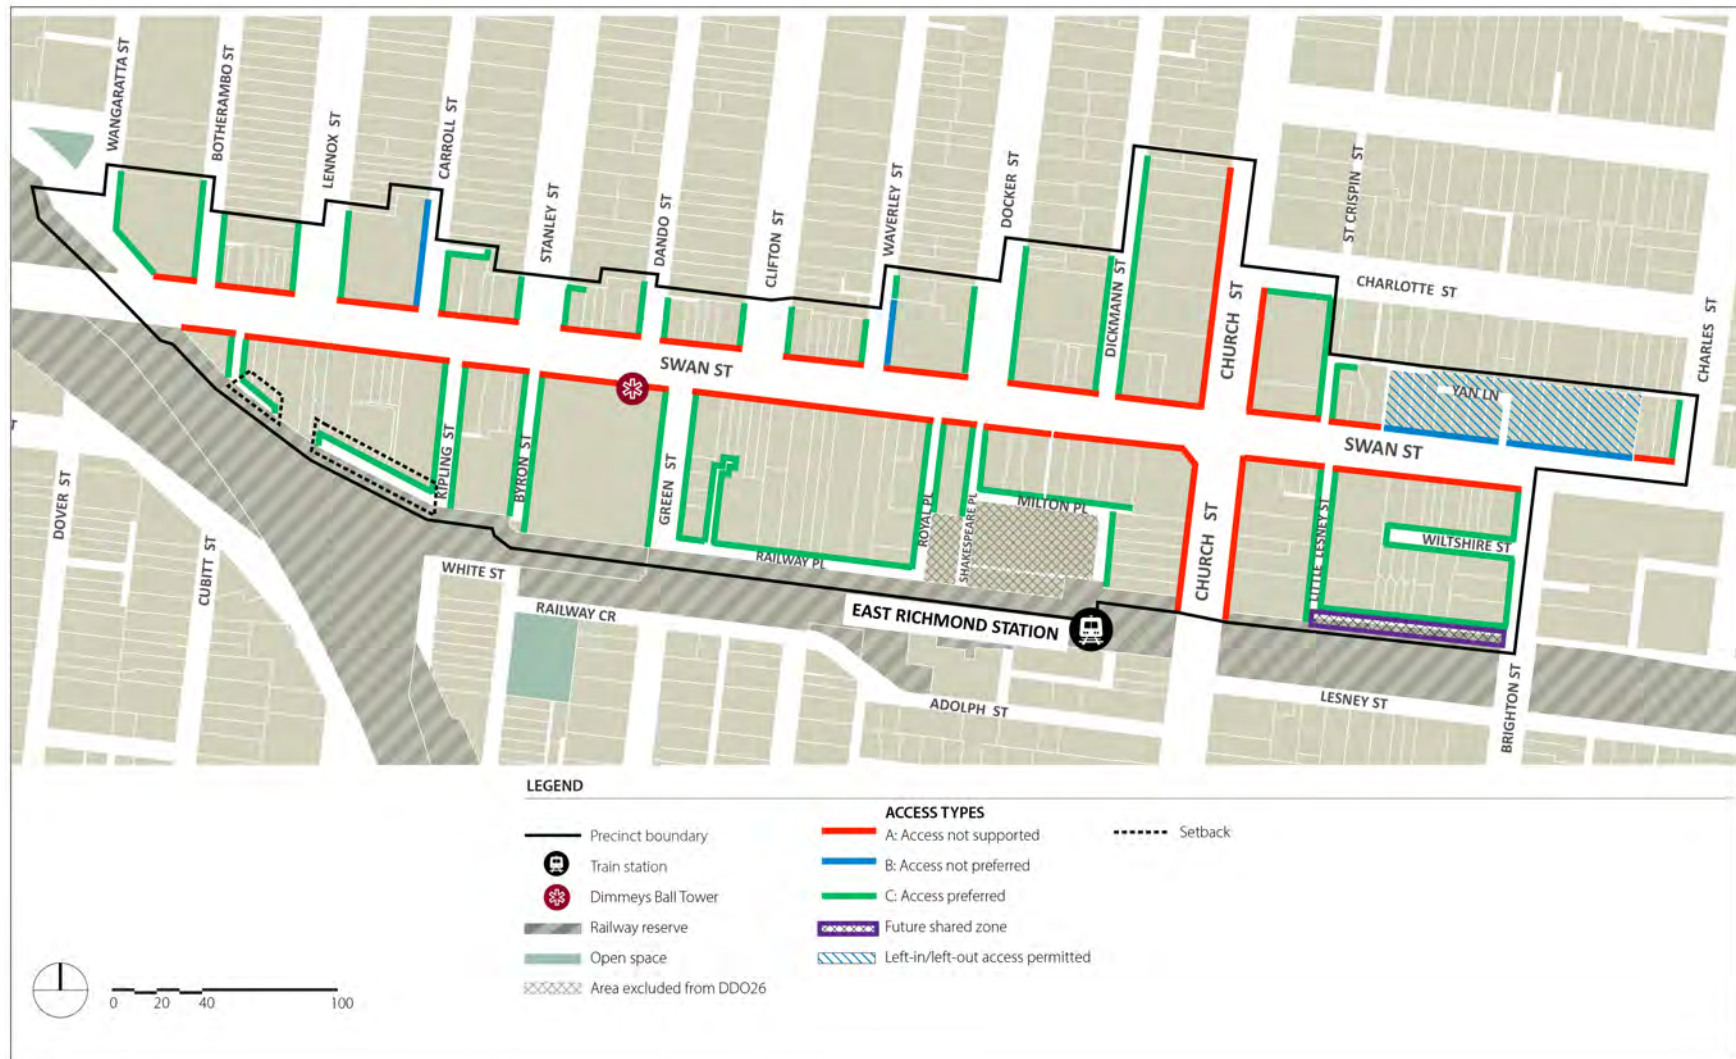 WANGARATTA ST
BOTHERAMBO ST
LENNOX ST
CARROLL ST
STANLEY ST
DANDO ST
CLIFTON ST
WAVERLEY ST
DOCKER ST
DICKMANN ST
CHURCH ST
ST CRISPIN ST
CHARLOTTE ST
CHARLES ST
YAN LN
SWAN ST
SWAN ST
DOVER ST
CUBITT ST
KIPLING ST
BYRON ST
GREEN ST
RAILWAY PL
ROYAL PL
SHAKESPEARE PL
MILTON PL
CHURCH ST
LITTLE LESNEY ST
WILTSHIRE ST
WHITE ST
RAILWAY CR
EAST RICHMOND STATION
ADOLPH ST
LESNEY ST
BRIGHTON ST
LEGEND
Precinct boundary
Train station
Dimmeys Ball Tower
Railway reserve
Open space
Area excluded from DDO26
ACCESS TYPES
A: Access not supported
B: Access not preferred
C: Access preferred
Future shared zone
Left-in/left-out access permitted
Setback
0 20 40 100